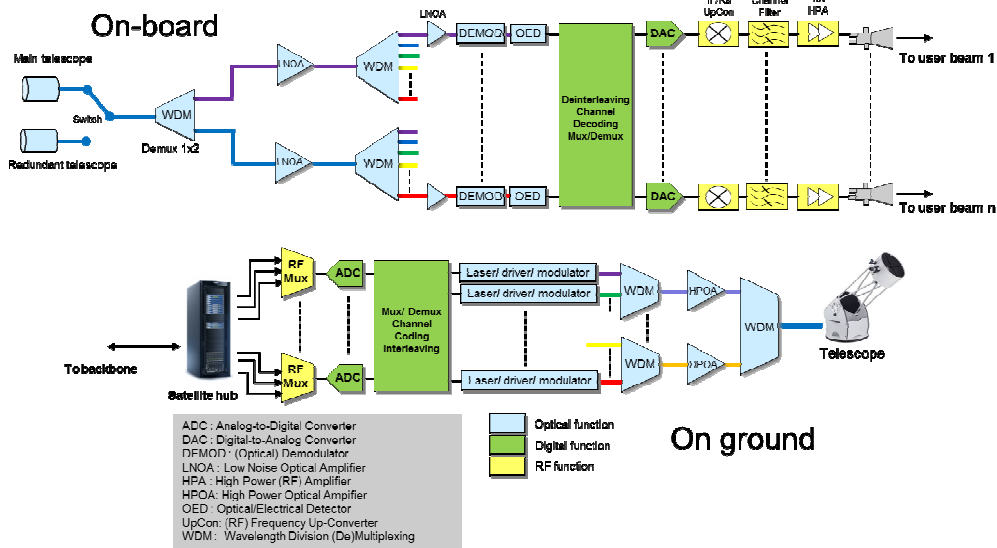 On-board
UpCon
Filter
HPA
LNOA
DEMOD
OED
DAC
To user beam 1
Main telescope
LNOA
WDM
Switch
WDM
Demux 1x2
Deinterleaving
Channel
Decoding
Mux/Demux
Redundant telescope
LNOA
WDM
DEMOD
OED
DAC
To user beam n
RF
Mux
ADC
Laser/ driver/ modulator
Laser/ driver/ modulator
WDM
HPOA
Mux/ Demux
Channel
Coding
Interleaving
WDM
Telescope
To backbone
RF
Mux
ADC
Laser/ driver/ modulator
WDM
Satellite hub
ADC : Analog-to-Digital Converter
DAC : Digital-to-Analog Converter
DEMOD : (Optical) Demodulator
LNOA : Low Noise Optical Amplifier
HPA : High Power (RF) Amplifier
HPOA: High Power Optical Ampifier
OED : Optical/Electrical Detector
UpCon: (RF) Frequency Up-Converter
WDM : Wavelength Division (De)Multiplexing
Optical function
Digital function
RF function
On ground